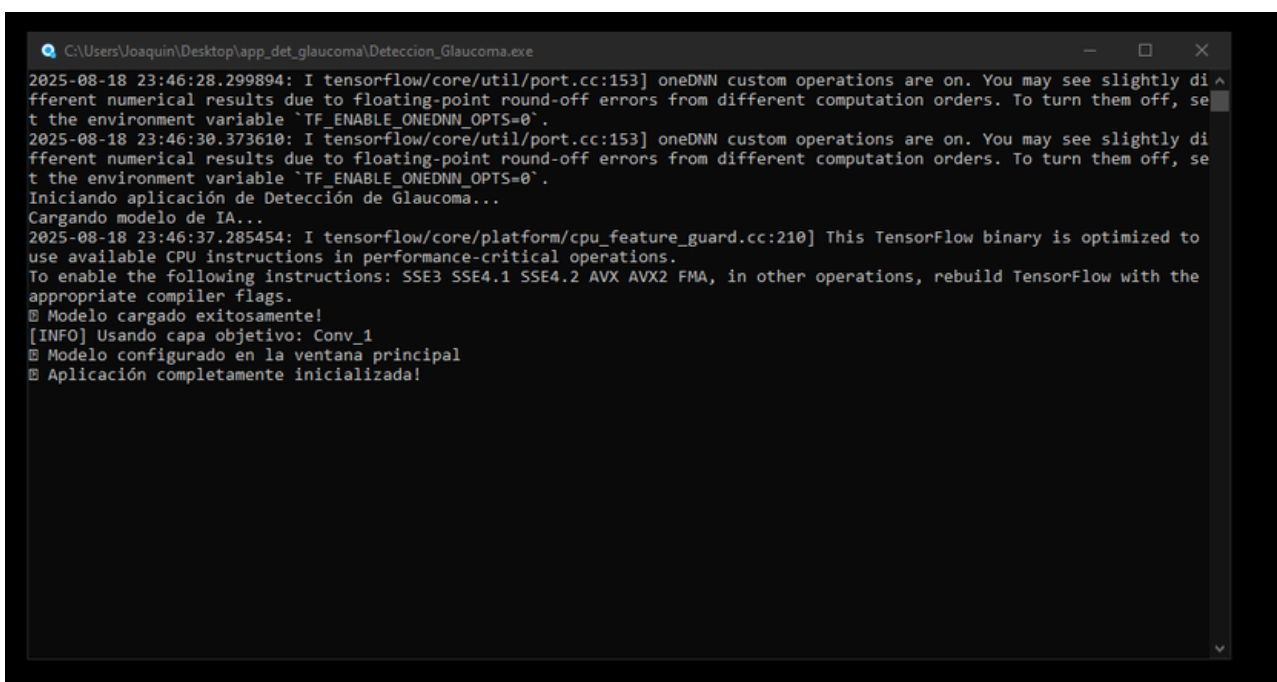 C:\Users\Joaquin\Desktop\app_det_glaucoma\Deteccion_Glaucoma.exe
2025-08-18 23:46:28.299894: I tensorflow/core/util/port.cc:153] oneDNN custom operations are on. You may see slightly di
fferent numerical results due to floating-point round-off errors from different computation orders. To turn them off, se
t the environment variable `TF_ENABLE_ONEDNN_OPTS=0`.
2025-08-18 23:46:30.373610: I tensorflow/core/util/port.cc:153] oneDNN custom operations are on. You may see slightly di
fferent numerical results due to floating-point round-off errors from different computation orders. To turn them off, se
t the environment variable `TF_ENABLE_ONEDNN_OPTS=0`.
Iniciando aplicación de Detección de Glaucoma...
Cargando modelo de IA...
2025-08-18 23:46:37.285454: I tensorflow/core/platform/cpu_feature_guard.cc:210] This TensorFlow binary is optimized to
use available CPU instructions in performance-critical operations.
To enable the following instructions: SSE3 SSE4.1 SSE4.2 AVX AVX2 FMA, in other operations, rebuild TensorFlow with the
appropriate compiler flags.
Modelo cargado exitosamente!
[INFO] Usando capa objetivo: Conv_1
Modelo configurado en la ventana principal
Aplicación completamente inicializada!